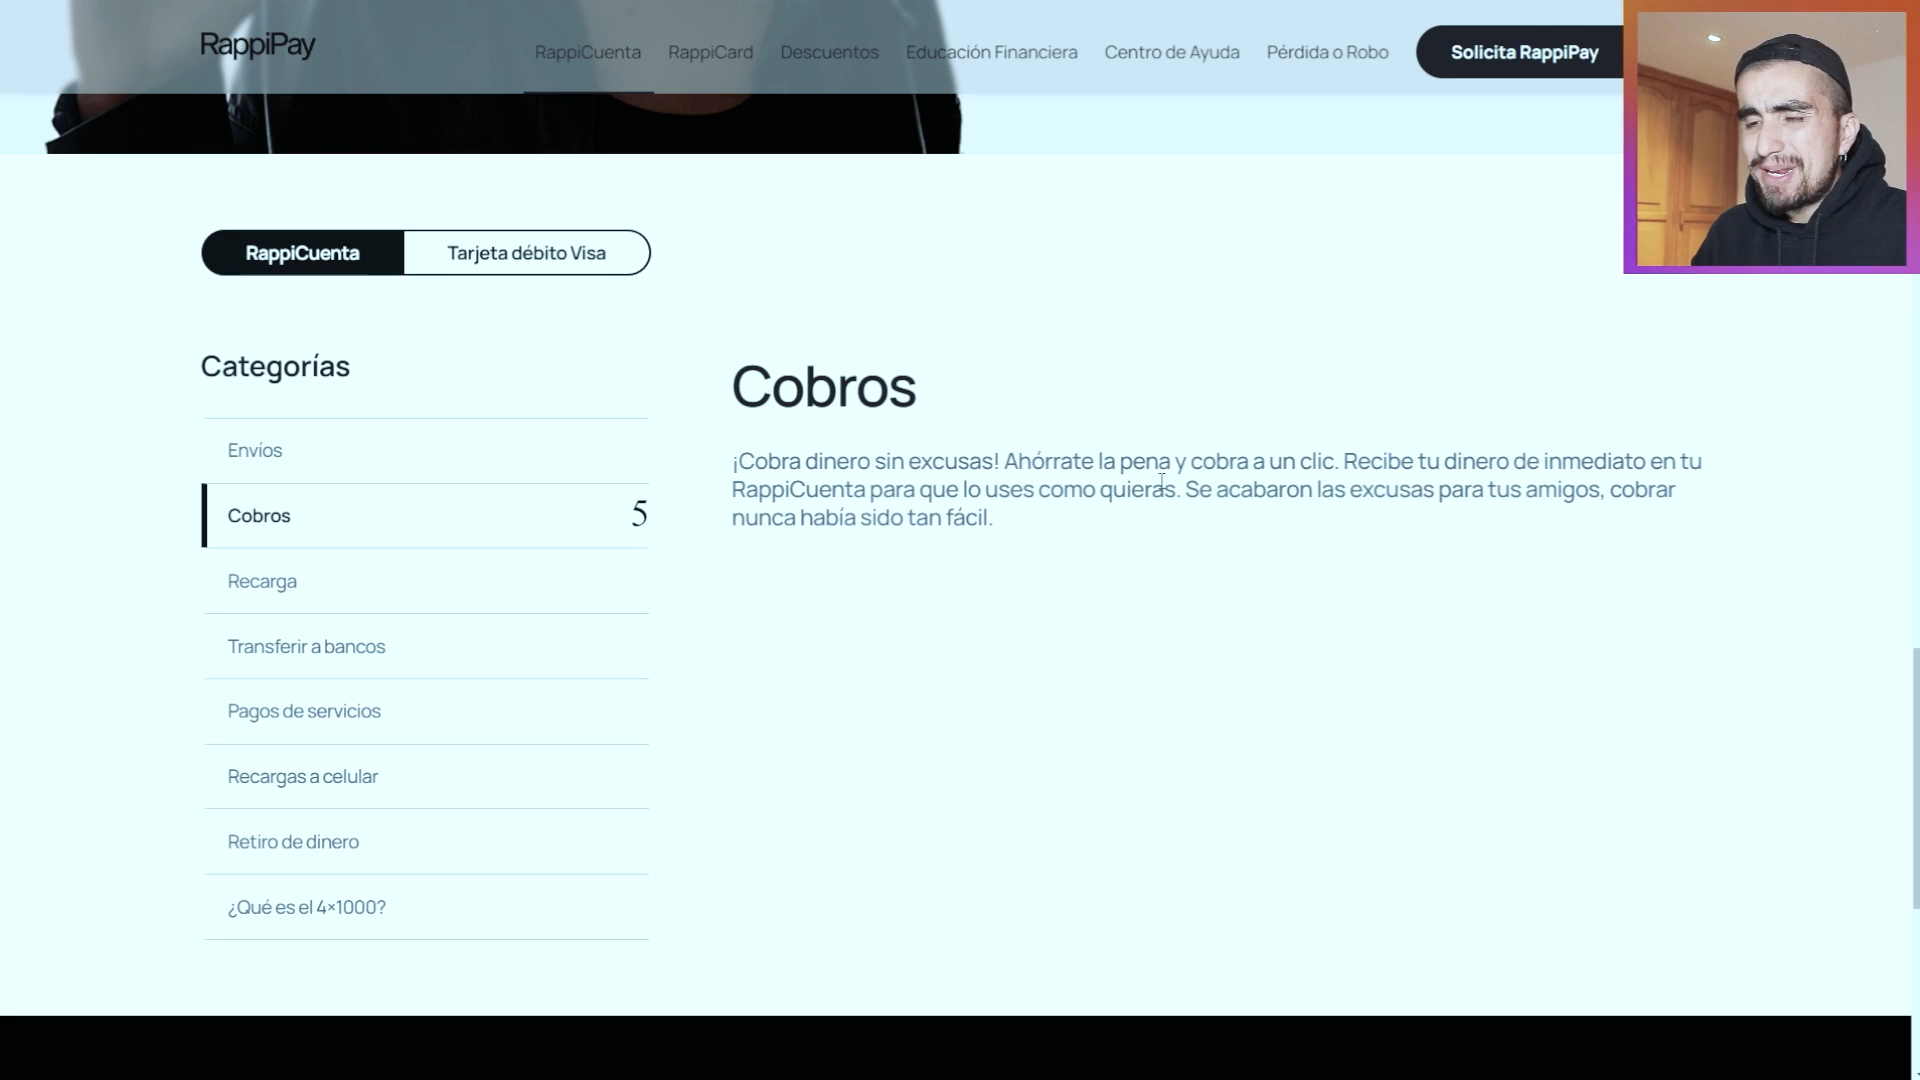 RappiPay
RappiCuenta
RappiCard
Descuentos
Educación Financiera
Centro de Ayuda
Pérdida o Robo
Solicita RappiPay
RappiCuenta
Tarjeta débito Visa
Categorías
Envíos
Cobros
5
Recarga
Transferir a bancos
Pagos de servicios
Recargas a celular
Retiro de dinero
¿Qué es el 4×1000?
Cobros
¡Cobra dinero sin excusas! Ahórrate la pena y cobra a un clic. Recibe tu dinero de inmediato en tu
RappiCuenta para que lo uses como quieras. Se acabaron las excusas para tus amigos, cobrar
nunca había sido tan fácil.